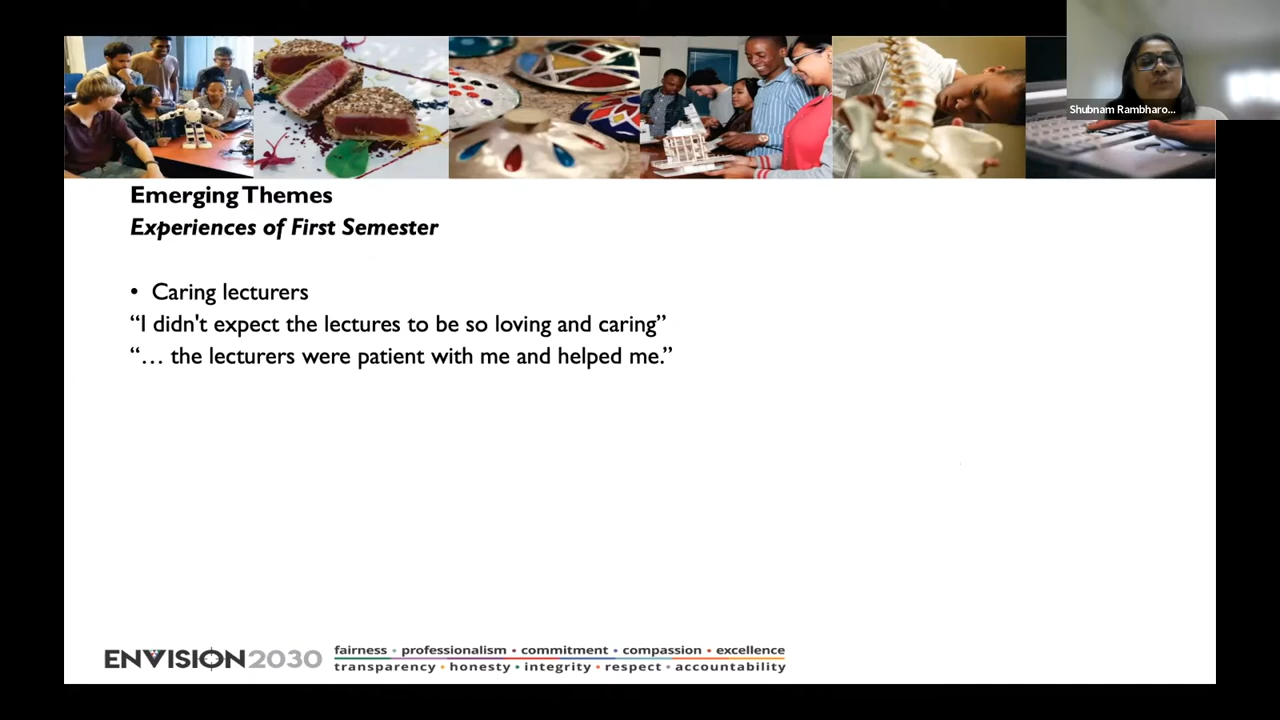 Shubnam Rambharo...
Emerging Themes
Experiences of First Semester
• Caring lecturers
“I didn't expect the lectures to be so loving and caring”
“… the lecturers were patient with me and helped me.”
ENVISION2030
fairness • professionalism • commitment • compassion • excellence
transparency • honesty • integrity • respect • accountability